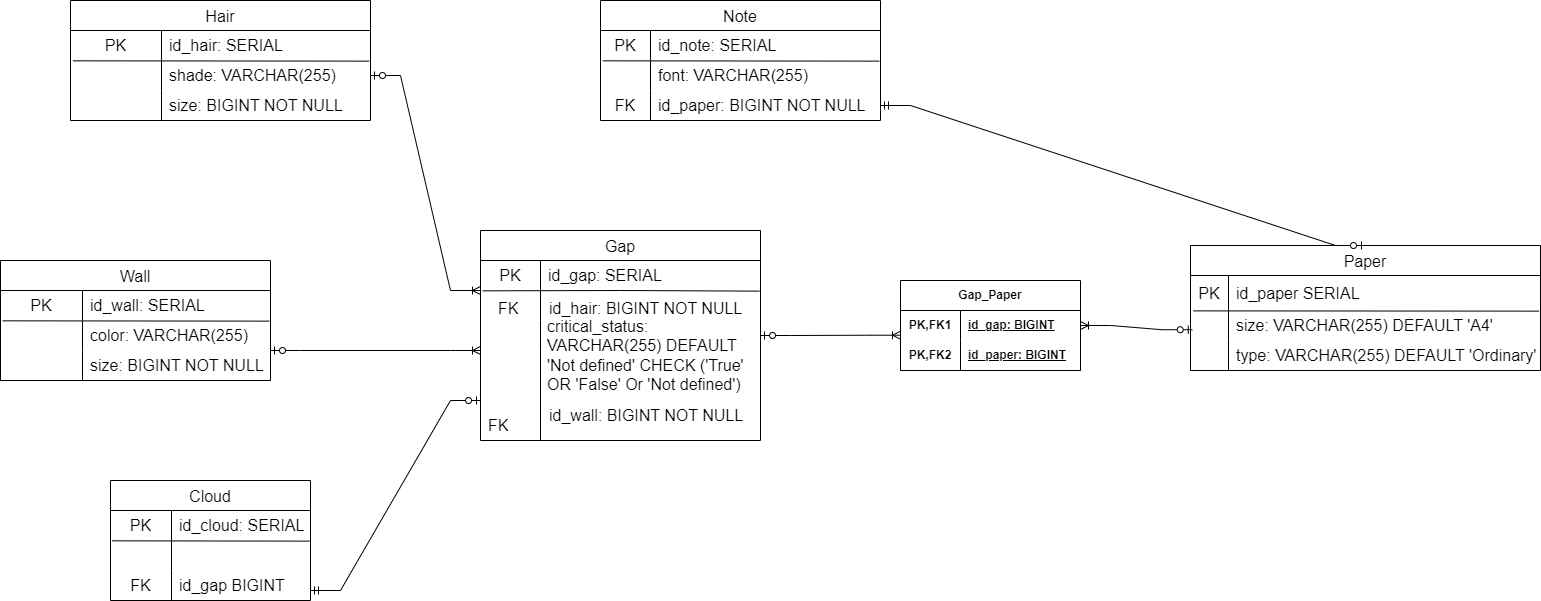 Hair
PK id_hair: SERIAL
shade: VARCHAR(255)
size: BIGINT NOT NULL
Note
PK id_note: SERIAL
font: VARCHAR(255)
FK id_paper: BIGINT NOT NULL
Wall
PK id_wall: SERIAL
color: VARCHAR(255)
size: BIGINT NOT NULL
Gap
PK id_gap: SERIAL
FK id_hair: BIGINT NOT NULL
critical_status:
VARCHAR(255) DEFAULT
'Not defined' CHECK ('True'
OR 'False' Or 'Not defined')
id_wall: BIGINT NOT NULL
FK
Gap_Paper
PK,FK1 id_gap: BIGINT
PK,FK2 id_paper: BIGINT
Paper
PK id_paper SERIAL
size: VARCHAR(255) DEFAULT 'A4'
type: VARCHAR(255) DEFAULT 'Ordinary'
Cloud
PK id_cloud: SERIAL
FK id_gap BIGINT